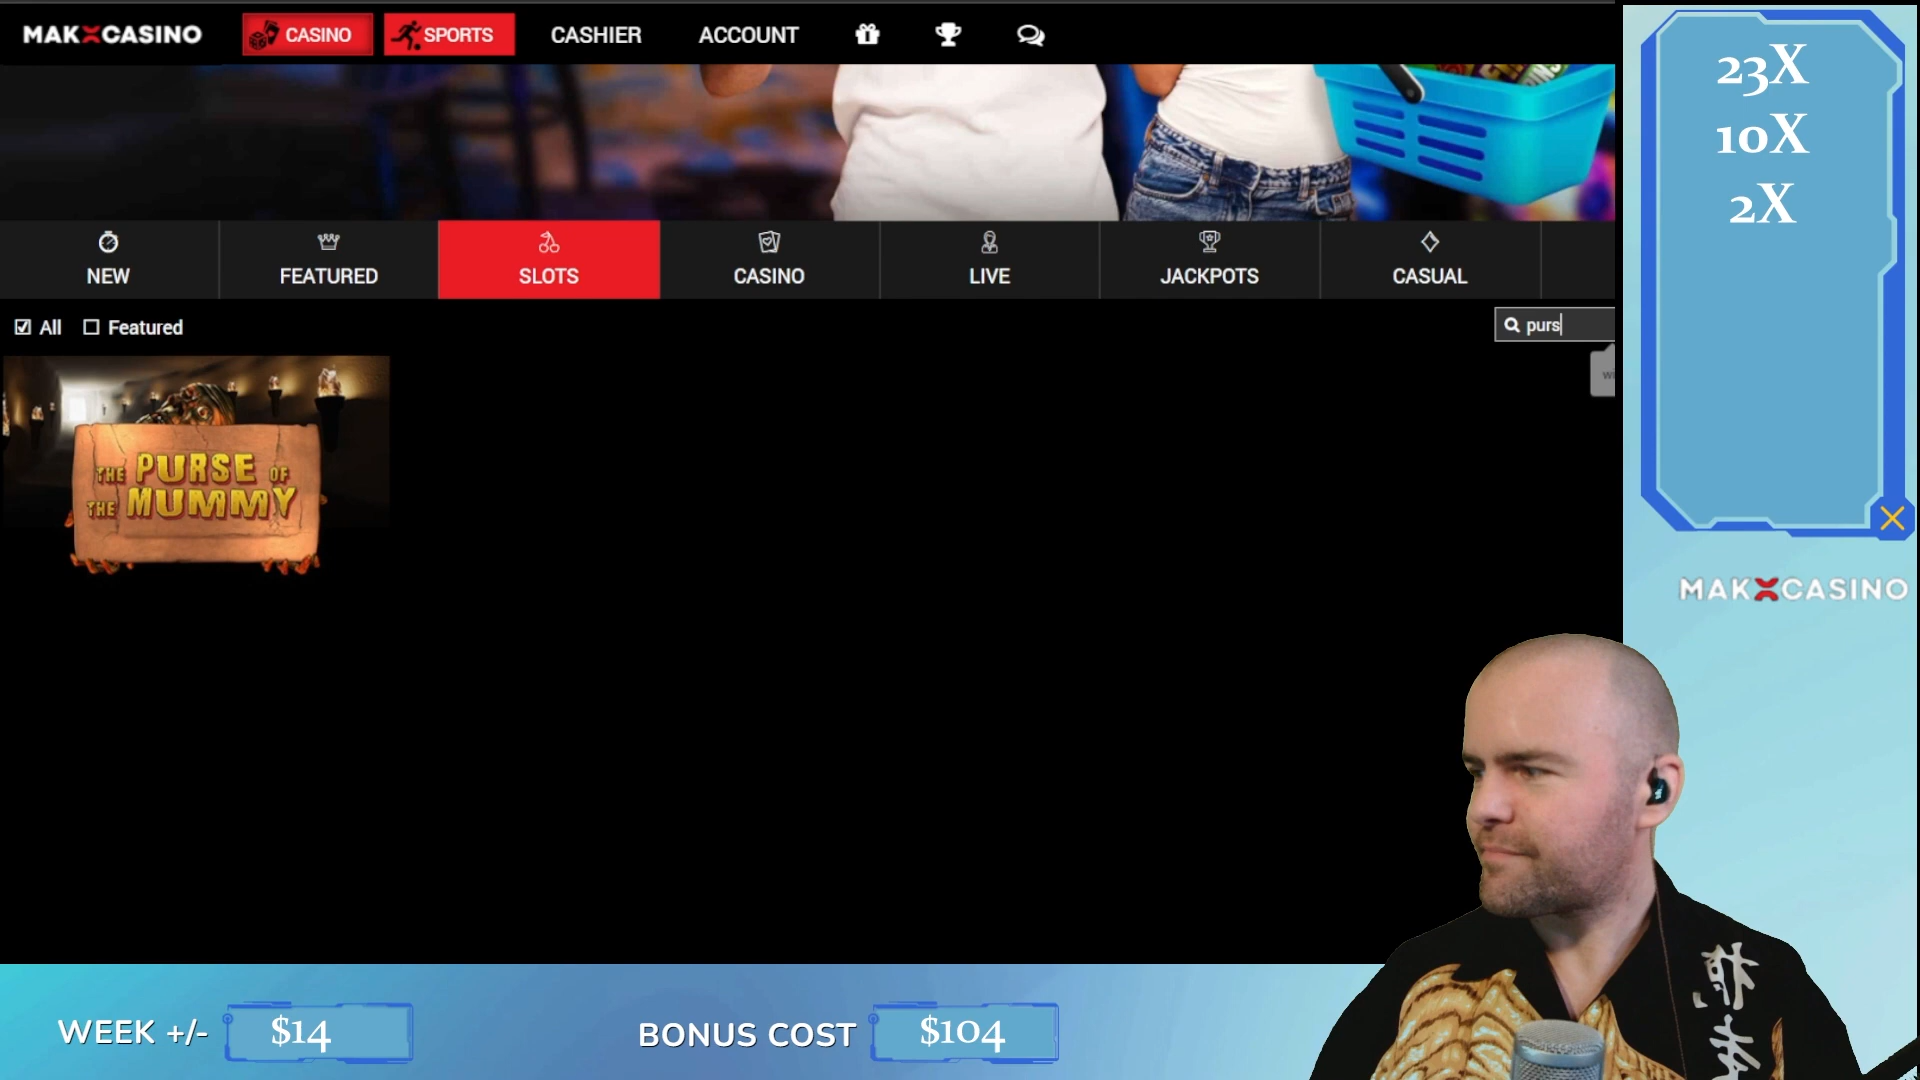 MAKXCASINO CASINO SPORTS CASHIER ACCOUNT
NEW FEATURED SLOTS CASINO LIVE JACKPOTS CASUAL
All Featured
purs
THE PURSE OF
THE MUMMY
23X
10X
2X
MAKXCASINO
WEEK +/- $14
BONUS COST $104